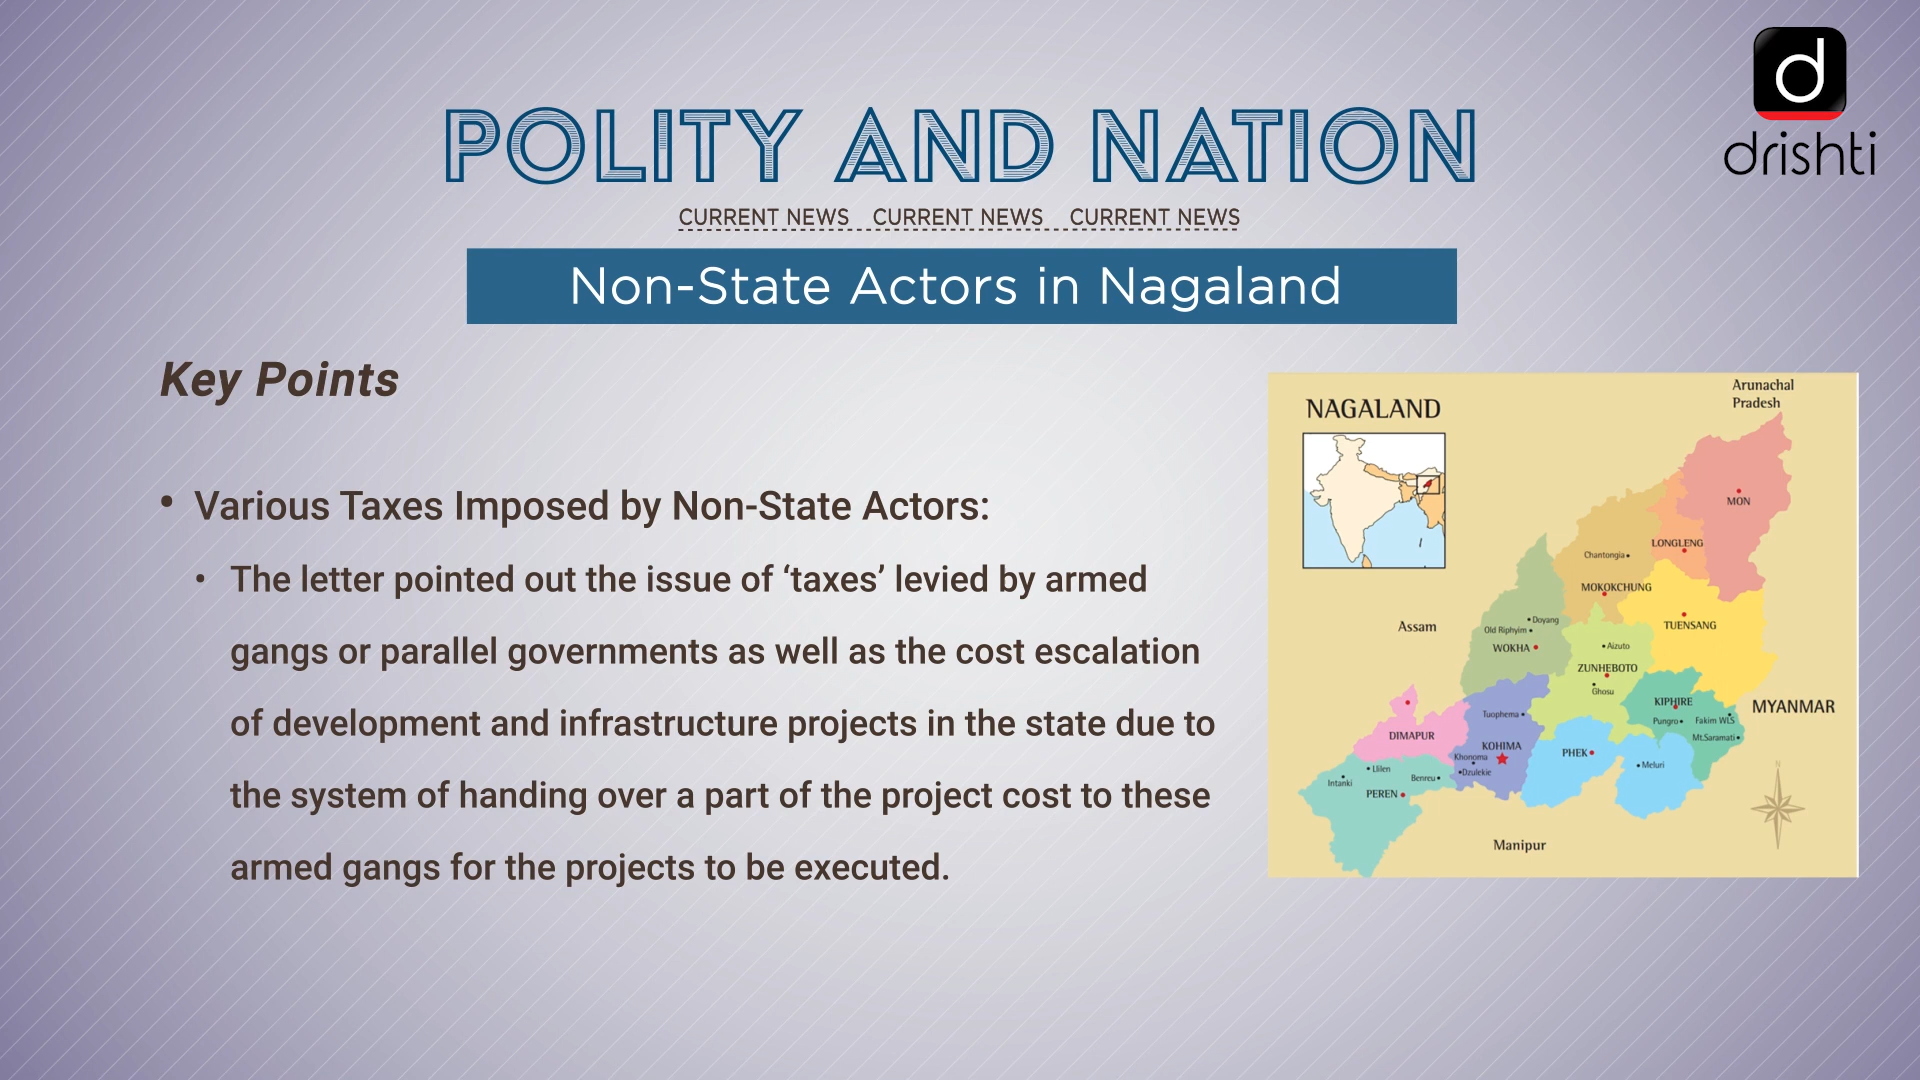 d
drishti
POLITY AND NATION
CURRENT NEWS CURRENT NEWS CURRENT NEWS
Non-State Actors in Nagaland
Key Points
• Various Taxes Imposed by Non-State Actors:
• The letter pointed out the issue of ‘taxes’ levied by armed
gangs or parallel governments as well as the cost escalation
of development and infrastructure projects in the state due to
the system of handing over a part of the project cost to these
armed gangs for the projects to be executed.
NAGALAND
Arunachal
Pradesh
MON
LONGLENG
Chantongia
MOKOKCHUNG
Assam
Doyang
Old Riphyim
WOKHA
TUENSANG
Aizuto
ZUNHEBOTO
Ghosu
KIPHIRE
MYANMAR
Tuophema
Pungro
Fakim WLS
DIMAPUR
Mt.Saramati
KOHIMA
PHEK
Khonoma
Meluri
Llilen
Dzulekie
Intanki
Benreu
PEREN
N
Manipur